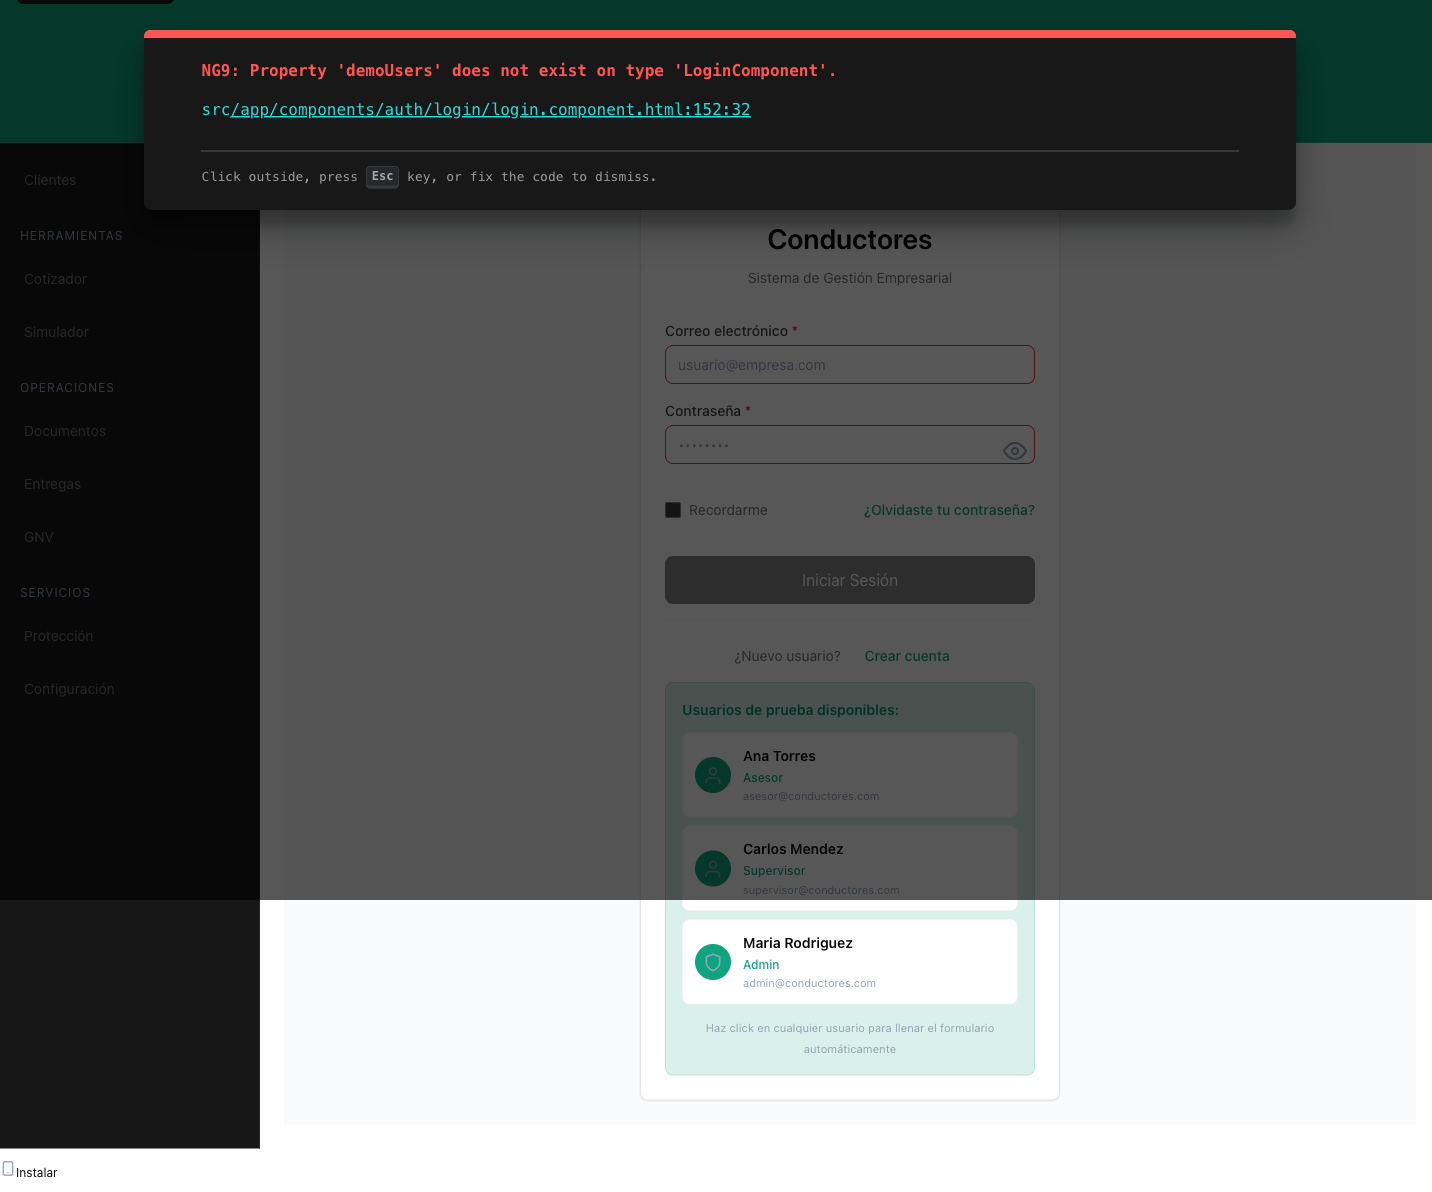 NG9: Property 'demoUsers' does not exist on type 'LoginComponent'.
src/app/components/auth/login/login.component.html:152:32
Click outside, press Esc key, or fix the code to dismiss.
Clientes
HERRAMIENTAS
Cotizador
Simulador
OPERACIONES
Documentos
Entregas
GNV
SERVICIOS
Protección
Configuración
Conductores
Sistema de Gestión Empresarial
Correo electrónico *
usuario@empresa.com
Contraseña *
••••••••
Recordarme
¿Olvidaste tu contraseña?
Iniciar Sesión
¿Nuevo usuario? Crear cuenta
Usuarios de prueba disponibles:
Ana Torres
Asesor
asesor@conductores.com
Carlos Mendez
Supervisor
supervisor@conductores.com
Maria Rodriguez
Admin
admin@conductores.com
Haz click en cualquier usuario para llenar el formulario
automáticamente
Instalar